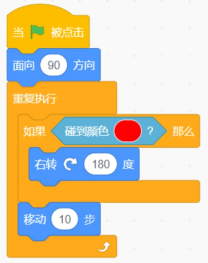 当 被点击
面向 90 方向
重复执行
如果 碰到颜色 ? 那么
右转 180 度
移动 10 步